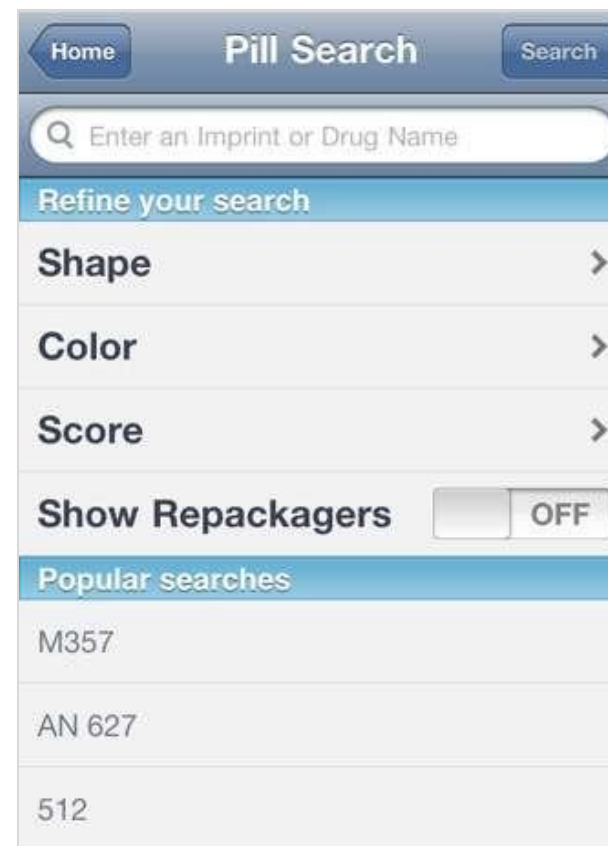 Home Pill Search Search
Enter an Imprint or Drug Name
Refine your search
Shape
Color
Score
Show Repackagers OFF
Popular searches
M357
AN 627
512